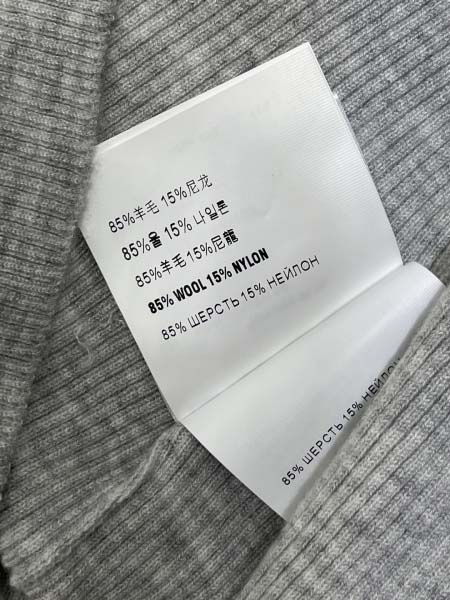 85%羊毛 15%尼龙
85%울 15% 나일론
85%羊毛 15%尼龍
85% WOOL 15% NYLON
85% ШЕРСТЬ 15% НЕЙЛОН
85% ШЕРСТЬ 15% НЕЙЛОН